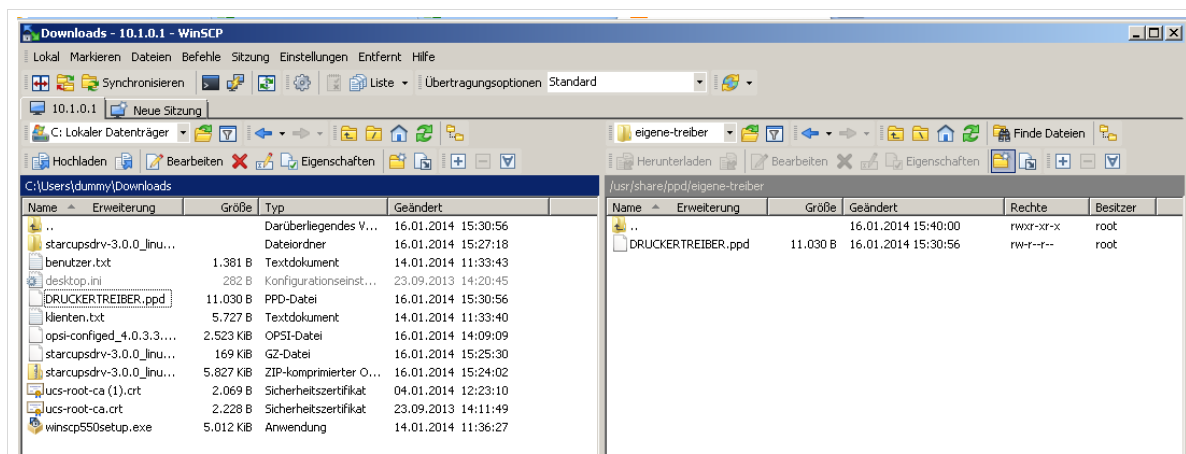 Downloads - 10.1.0.1 - WinSCP
Lokal Markieren Dateien Befehle Sitzung Einstellungen Entfernt Hilfe
Synchronisieren Liste Übertragungsoptionen Standard
10.1.0.1 Neue Sitzung
C: Lokaler Datenträger eigene-treiber Finde Dateien
Hochladen Bearbeiten Eigenschaften Herunterladen Bearbeiten Eigenschaften
C:\Users\dummy\Downloads /usr/share/ppd/eigene-treiber
Name Erweiterung Größe Typ Geändert Name Erweiterung Größe Geändert Rechte Besitzer
.. Darüberliegendes V... 16.01.2014 15:30:56 .. 16.01.2014 15:40:00 rwxr-xr-x root
starcupsdrv-3.0.0_linu... Dateiordner 16.01.2014 15:27:18 DRUCKERTREIBER.ppd 11.030 B 16.01.2014 15:30:56 rw-r--r-- root
benutzer.txt 1.381 B Textdokument 14.01.2014 11:33:43
desktop.ini 282 B Konfigurationseinst... 23.09.2013 14:20:45
DRUCKERTREIBER.ppd 11.030 B PPD-Datei 16.01.2014 15:30:56
klienten.txt 5.727 B Textdokument 14.01.2014 11:33:40
opsi-configed_4.0.3.3.... 2.523 KiB OPSI-Datei 16.01.2014 14:09:09
starcupsdrv-3.0.0_linu... 169 KiB GZ-Datei 16.01.2014 15:25:30
starcupsdrv-3.0.0_linu... 5.827 KiB ZIP-komprimierter O... 16.01.2014 15:24:02
ucs-root-ca (1).crt 2.069 B Sicherheitszertifikat 04.01.2014 12:23:10
ucs-root-ca.crt 2.228 B Sicherheitszertifikat 23.09.2013 14:11:49
winscp550setup.exe 5.012 KiB Anwendung 14.01.2014 11:36:27